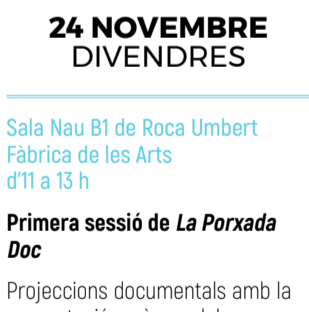 24 NOVEMBRE
DIVENDRES
Sala Nau B1 de Roca Umbert
Fàbrica de les Arts
d'11 a 13 h
Primera sessió de La Porxada
Doc
Projeccions documentals amb la